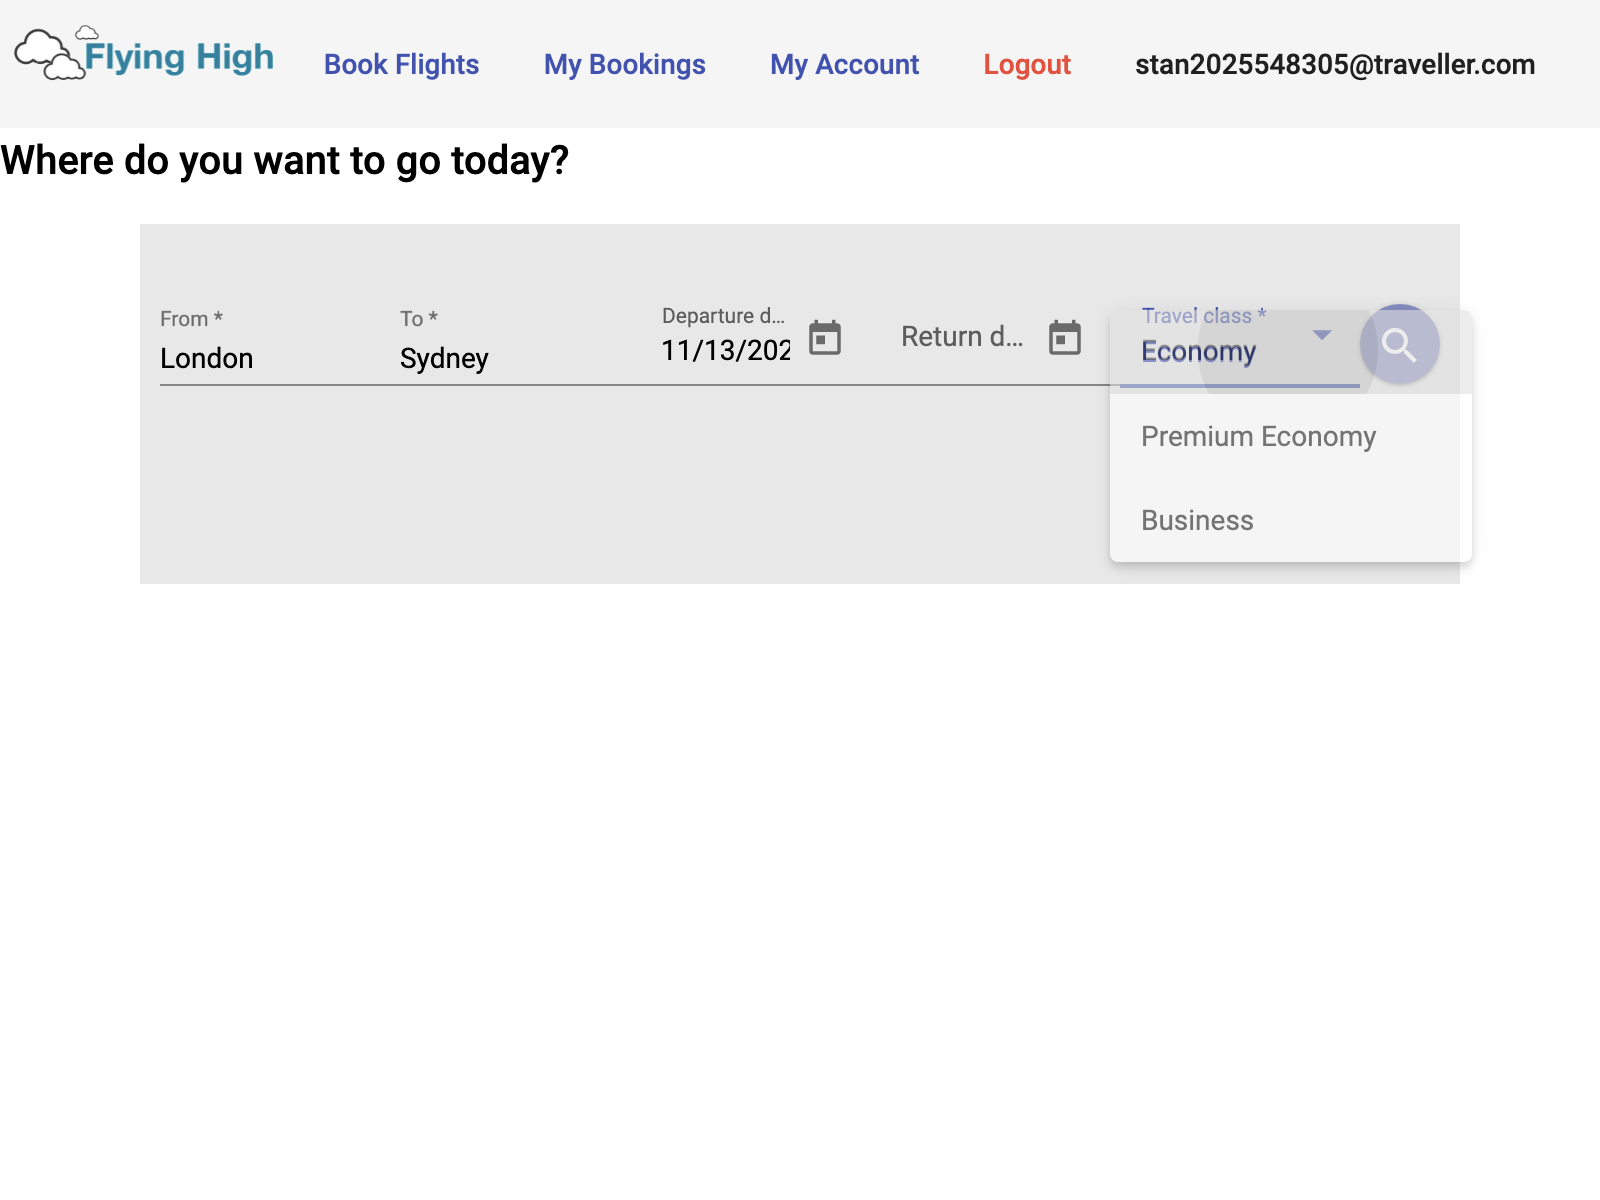 Flying High
Book Flights
My Bookings
My Account
Logout
stan2025548305@traveller.com
Where do you want to go today?
From *
London
To *
Sydney
Departure d...
11/13/202
Return d...
Travel class *
Economy
Premium Economy
Business